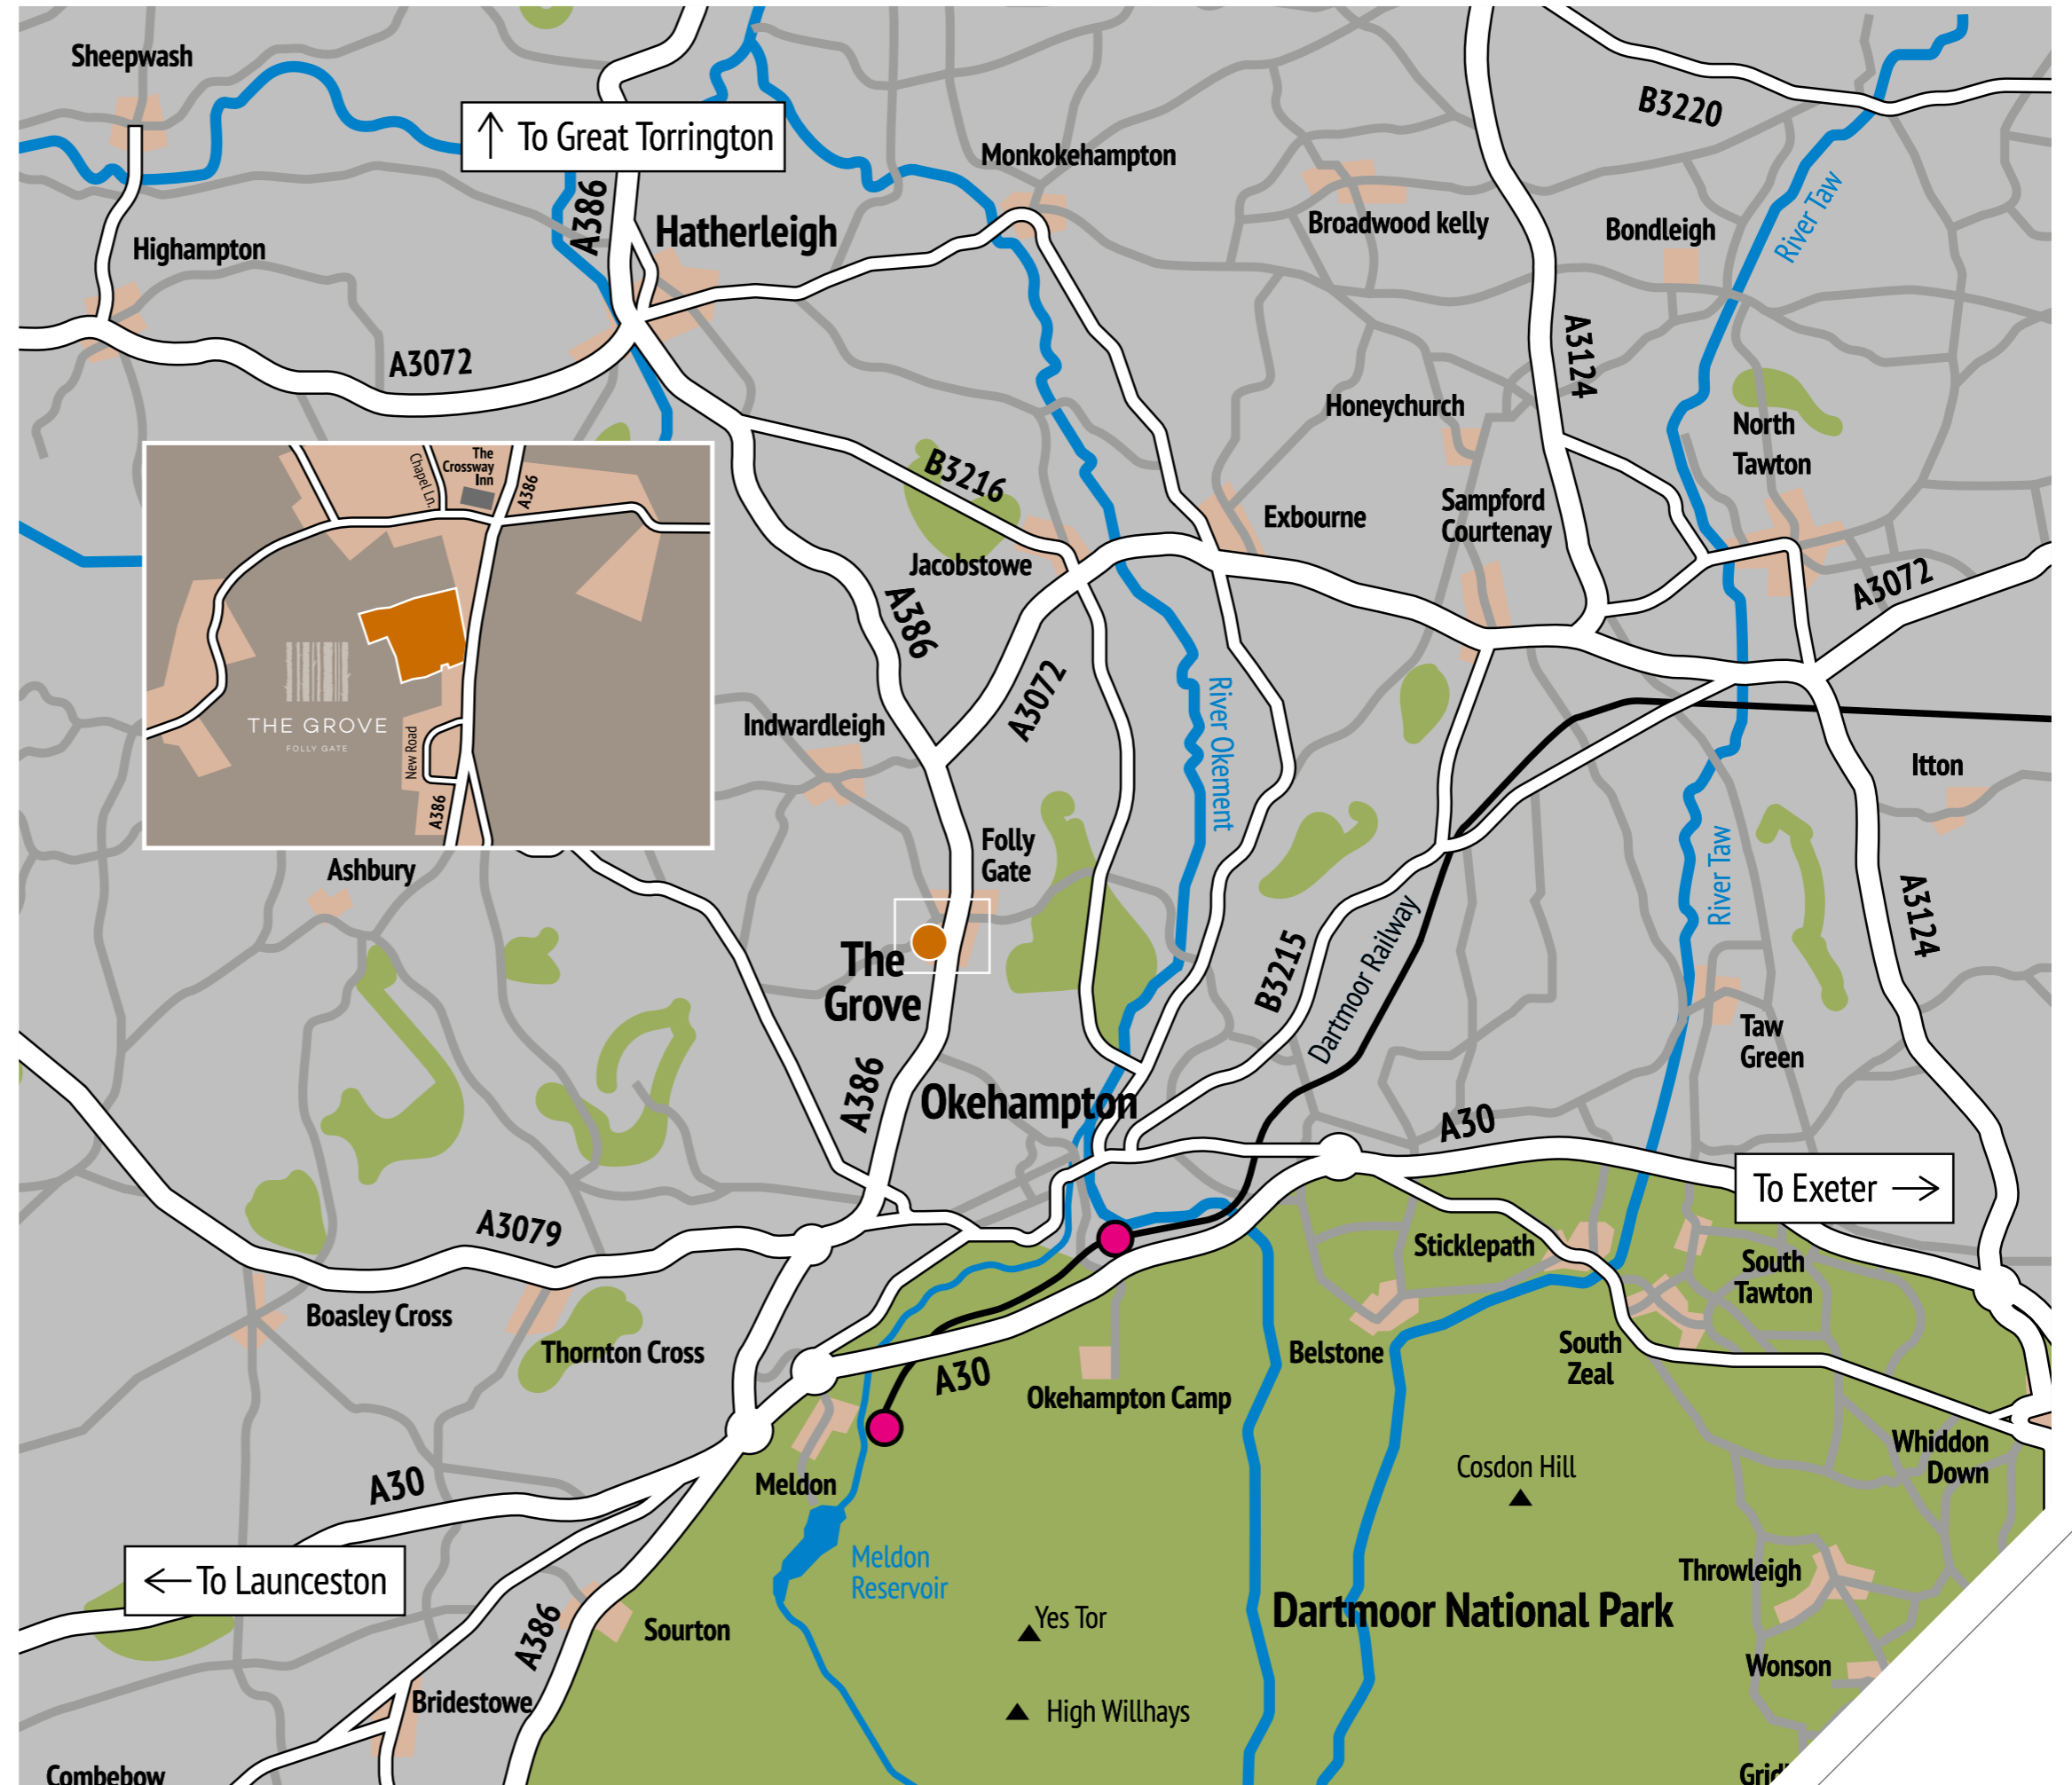 Sheepwash
B3220
To Great Torrington
Monkokehampton
River Taw
A386
Hatherleigh
Broadwood kelly
Bondleigh
Highampton
A3072
A3124
Honeychurch
North
Tawton
B3216
Sampford
Courtenay
Exbourne
Jacobstowe
A3072
A386
A3072
River Okement
Indwardleigh
Itton
The
Crossway
Inn
Chapel Ln.
A386
THE GROVE
FOLLY GATE
New Road
A386
Folly
Gate
Ashbury
River Taw
A3124
The
Grove
B3215
Dartmoor Railway
Taw
Green
A386
Okehampton
A30
To Exeter
A3079
Sticklepath
South
Tawton
Boasley Cross
Thornton Cross
Belstone
South
Zeal
A30
Okehampton Camp
Whiddon
Down
Cosdon Hill
Meldon
A30
Meldon
Reservoir
To Launceston
Throwleigh
Yes Tor
Dartmoor National Park
A386
Sourton
Wonson
Bridestowe
High Willhays
Combebow